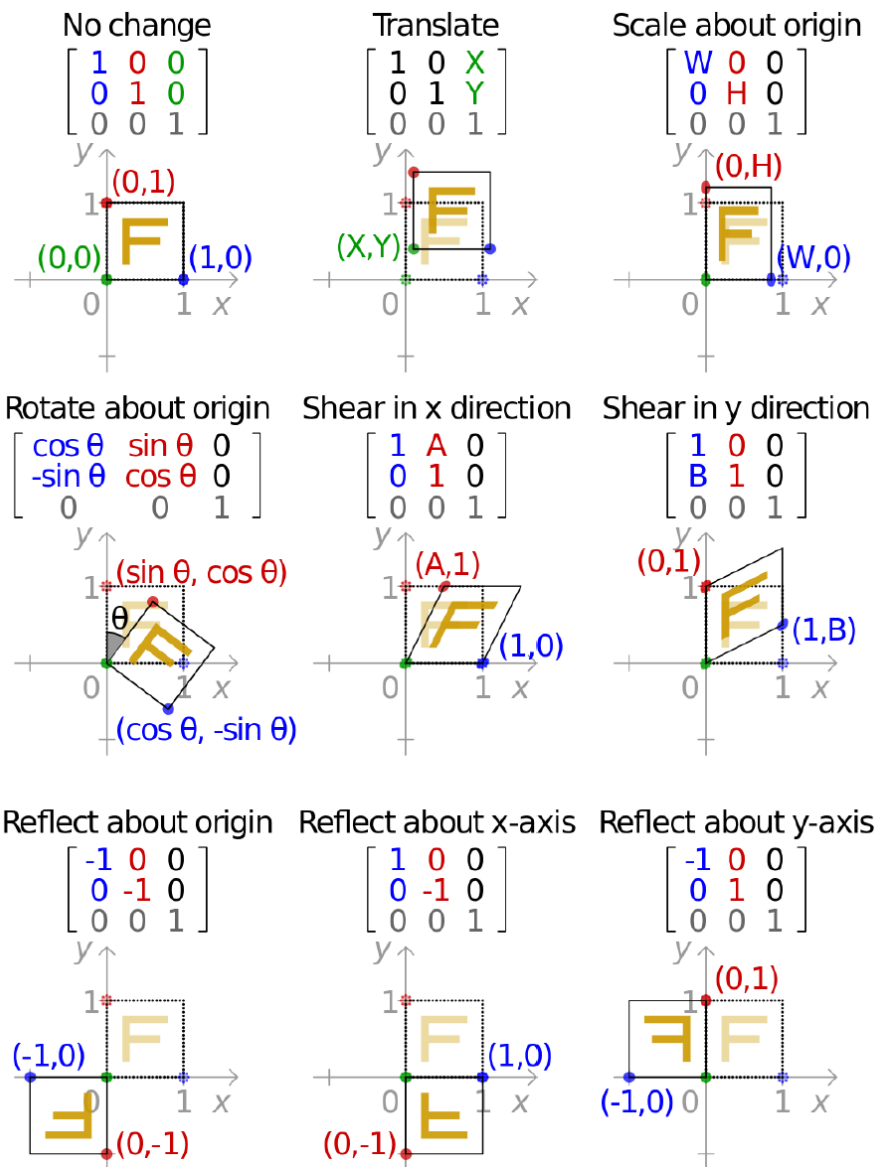 No change
Translate
Scale about origin
1 0 0
0 1 0
0 0 1
1 0 X
0 1 Y
0 0 1
W 0 0
0 H 0
0 0 1
y
(0,1)
1
(0,0)
(1,0)
0
1
x
y
1
(X,Y)
0
1
x
y
(0,H)
1
(W,0)
0
1
x
Rotate about origin
Shear in x direction
Shear in y direction
cos θ sin θ 0
-sin θ cos θ 0
0 0 1
1 A 0
0 1 0
0 0 1
1 0 0
B 1 0
0 0 1
y
1
(sin θ, cos θ)
θ
0
1
x
(cos θ, -sin θ)
y
1
(A,1)
(1,0)
0
1
x
y
(0,1)
1
(1,B)
0
1
x
Reflect about origin
Reflect about x-axis
Reflect about y-axis
-1 0 0
0 -1 0
0 0 1
1 0 0
0 -1 0
0 0 1
-1 0 0
0 1 0
0 0 1
y
1
(-1,0)
0
1
x
(0,-1)
y
1
(1,0)
0
1
x
(0,-1)
y
(0,1)
1
(-1,0)
0
1
x